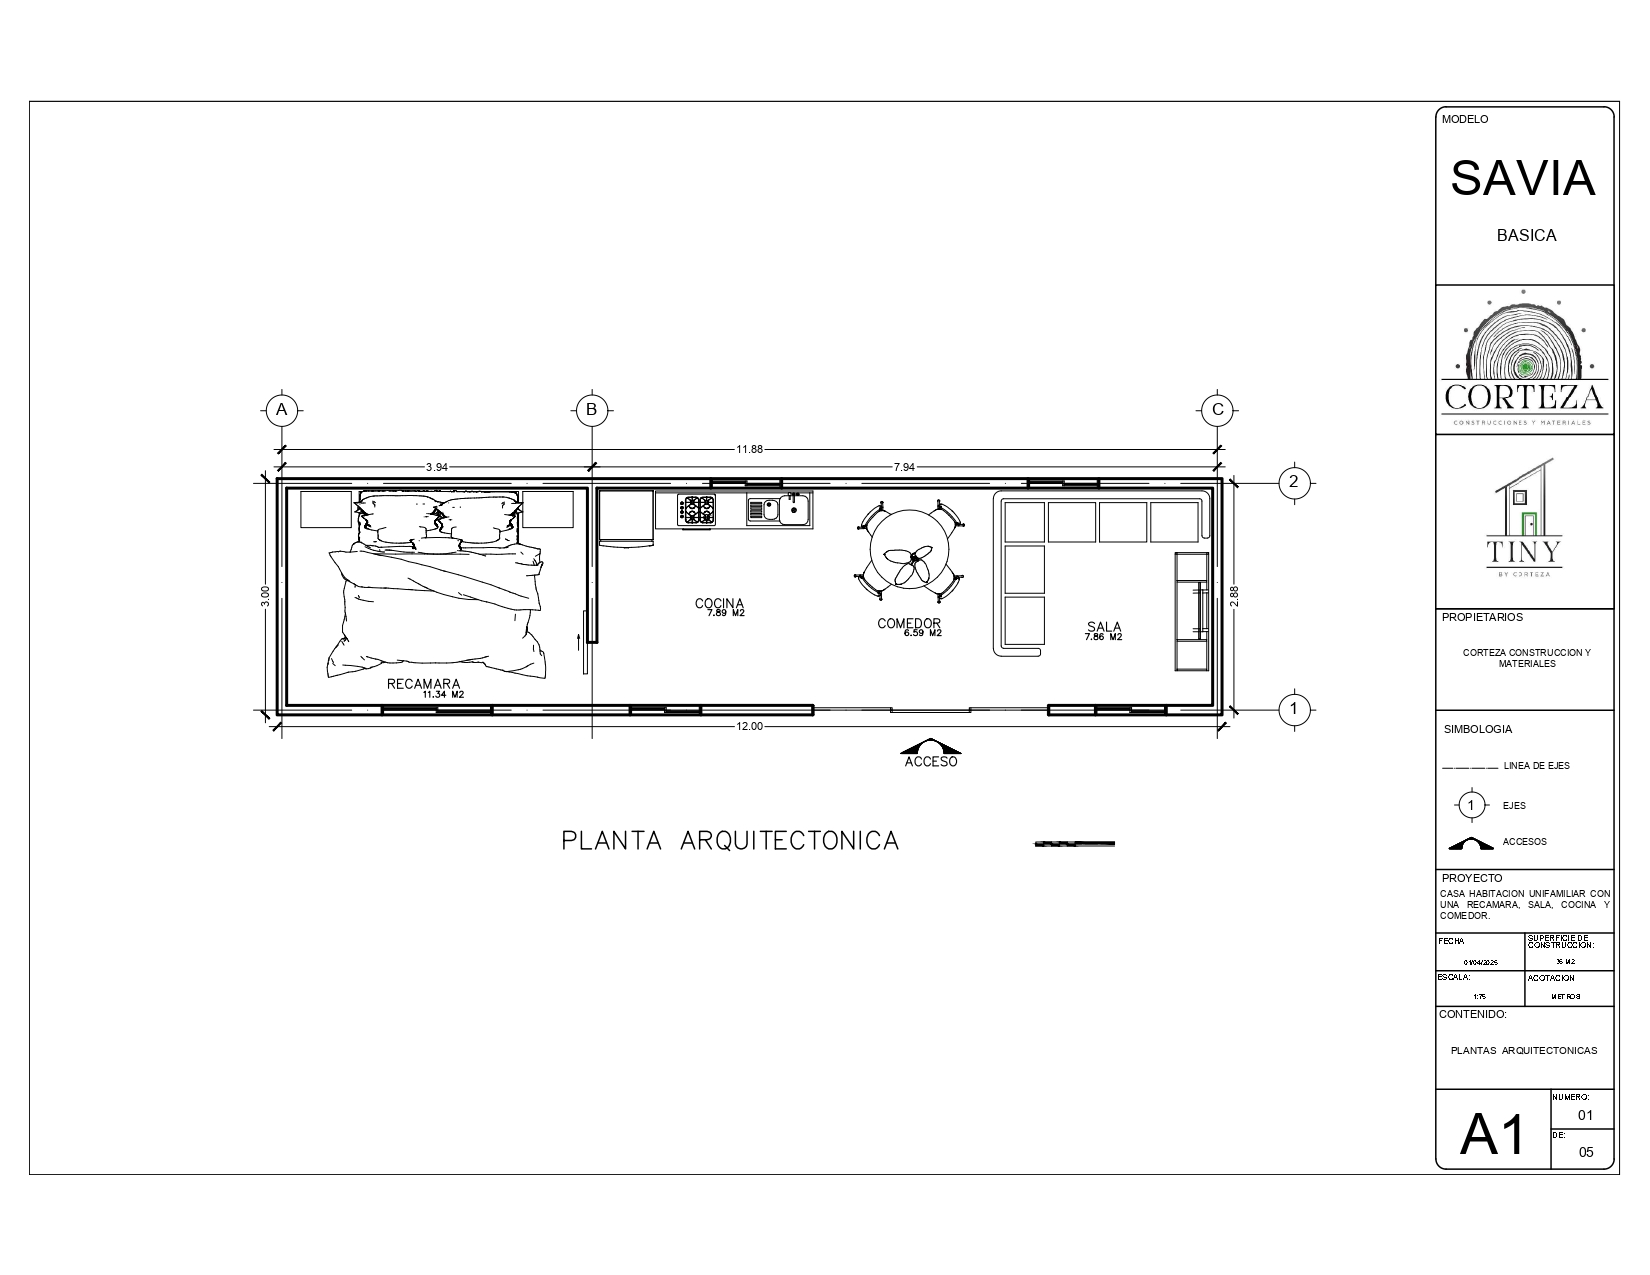 A
B
C
11.88
3.94
7.94
2
3.00
2.88
COCINA
7.89 M2
COMEDOR
6.59 M2
SALA
7.86 M2
RECAMARA
11.34 M2
1
12.00
ACCESO
PLANTA ARQUITECTONICA
MODELO
SAVIA
BASICA
CORTEZA
CONSTRUCCIONES Y MATERIALES
TINY
BY CORTEZA
PROPIETARIOS
CORTEZA CONSTRUCCION Y
MATERIALES
SIMBOLOGIA
LINEA DE EJES
1
EJES
ACCESOS
PROYECTO
CASA HABITACION UNIFAMILIAR CON
UNA RECAMARA, SALA, COCINA Y
COMEDOR.
FECHA
01/04/2025
SUPERFICIE DE
CONSTRUCCION:
36 M2
ESCALA:
1:75
ACOTACION
METROS
CONTENIDO:
PLANTAS ARQUITECTONICAS
A1
NUMERO:
01
DE:
05